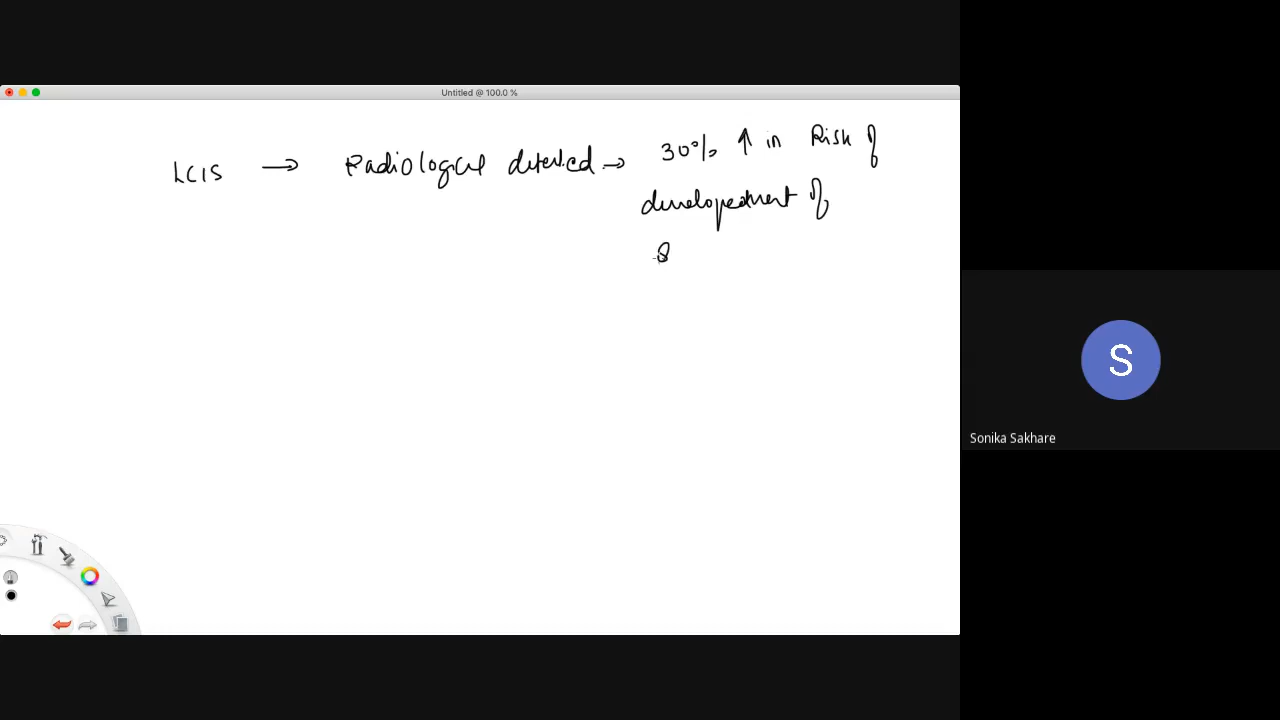 Untitled @ 100.0 %
LCIS → Radiological detected → 30% ↑ in Risk of
development of
S
Sonika Sakhare